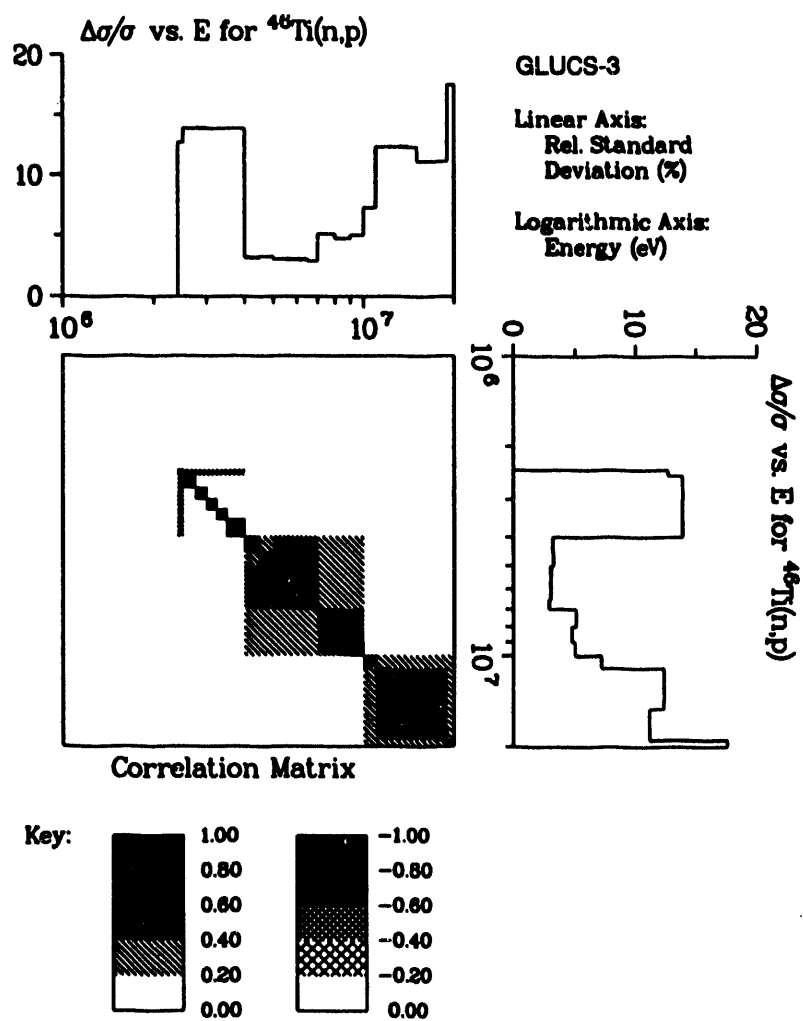 Δσ/σ vs. E for ⁴⁶Ti(n,p)
20
10
0
10⁶
10⁷
GLUCS-3
Linear Axis:
Rel. Standard
Deviation (%)
Logarithmic Axis:
Energy (eV)
0
10
20
10⁶
10⁷
Δσ/σ vs. E for ⁴⁶Ti(n,p)
Correlation Matrix
Key:
1.00
0.80
0.60
0.40
0.20
0.00
-1.00
-0.80
-0.60
-0.40
-0.20
0.00